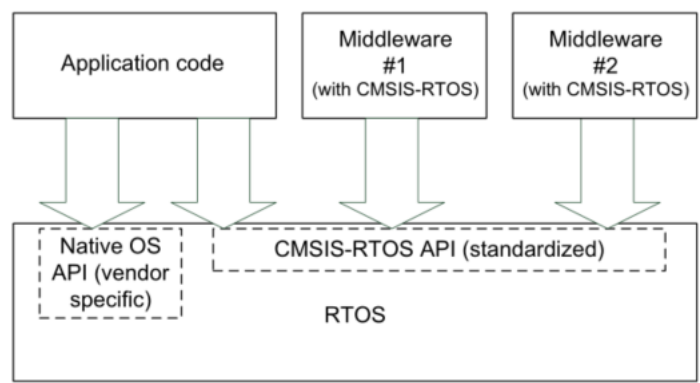 Application code
Middleware
#1
(with CMSIS-RTOS)
Middleware
#2
(with CMSIS-RTOS)
Native OS
API (vendor
specific)
CMSIS-RTOS API (standardized)
RTOS